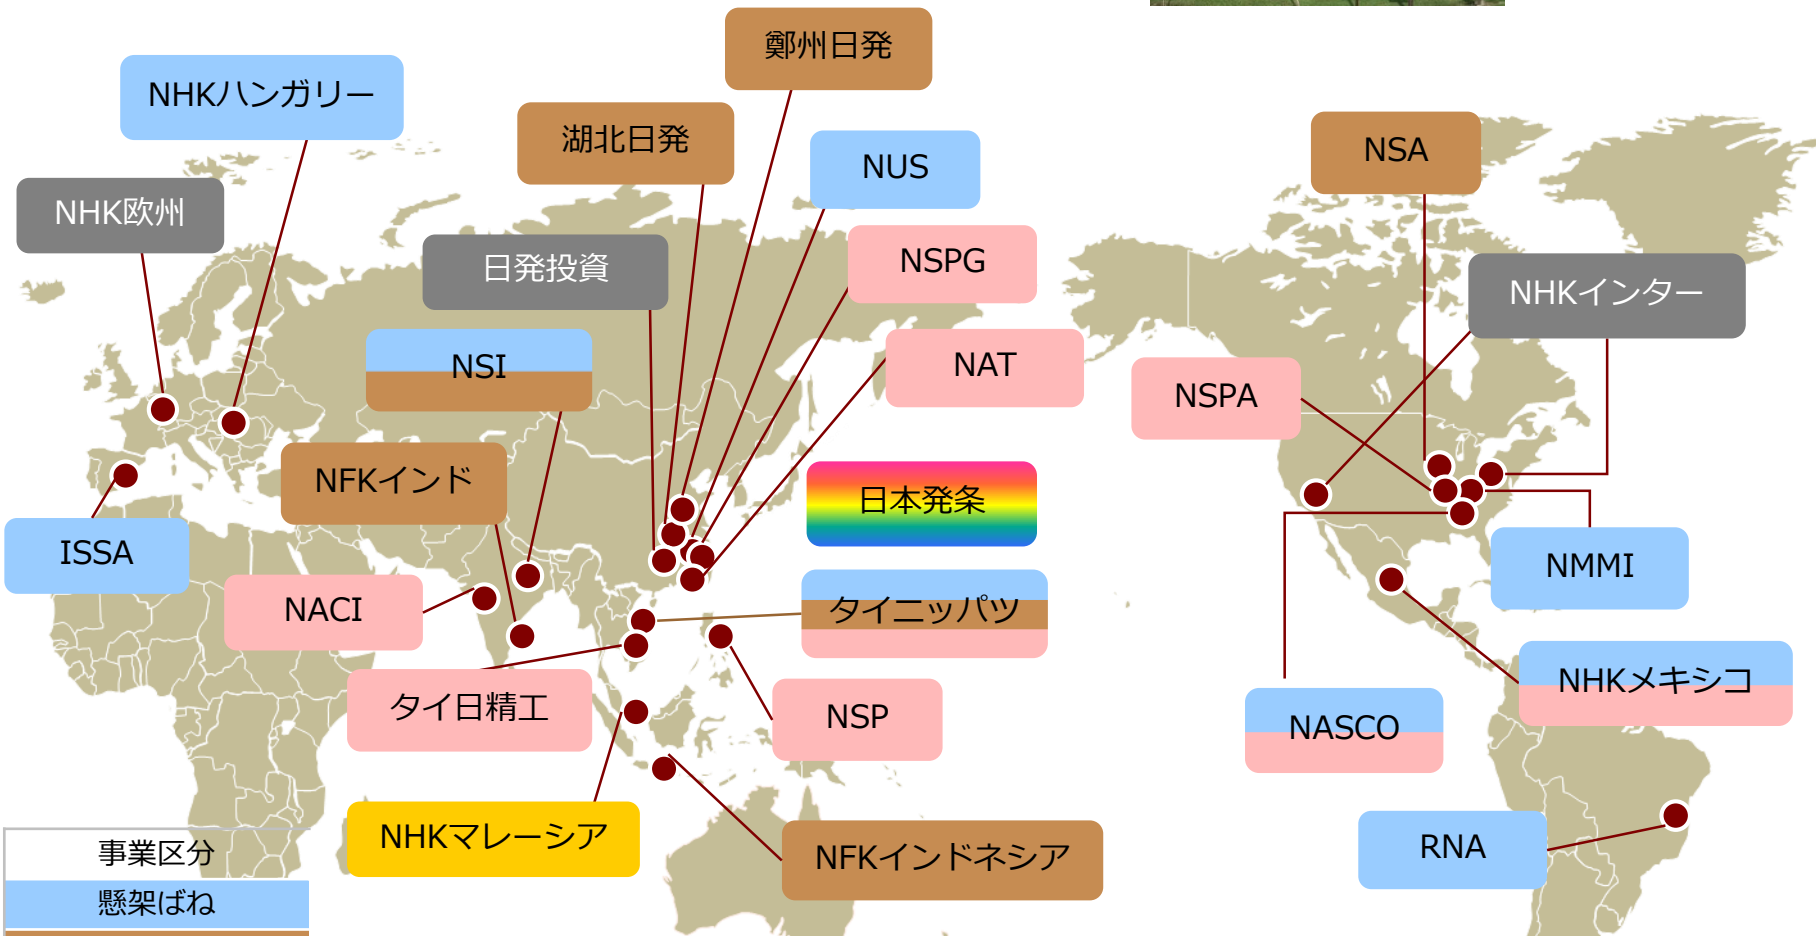 鄭州日発
NHKハンガリー
湖北日発
NSA
NUS
NHK欧州
NSPG
日発投資
NHKインター
NSI
NAT
NSPA
NFKインド
日本発条
ISSA
NMMI
NACI
タイニッパツ
NHKメキシコ
タイ日精工
NSP
NASCO
NHKマレーシア
NFKインドネシア
RNA
事業区分
懸架ばね